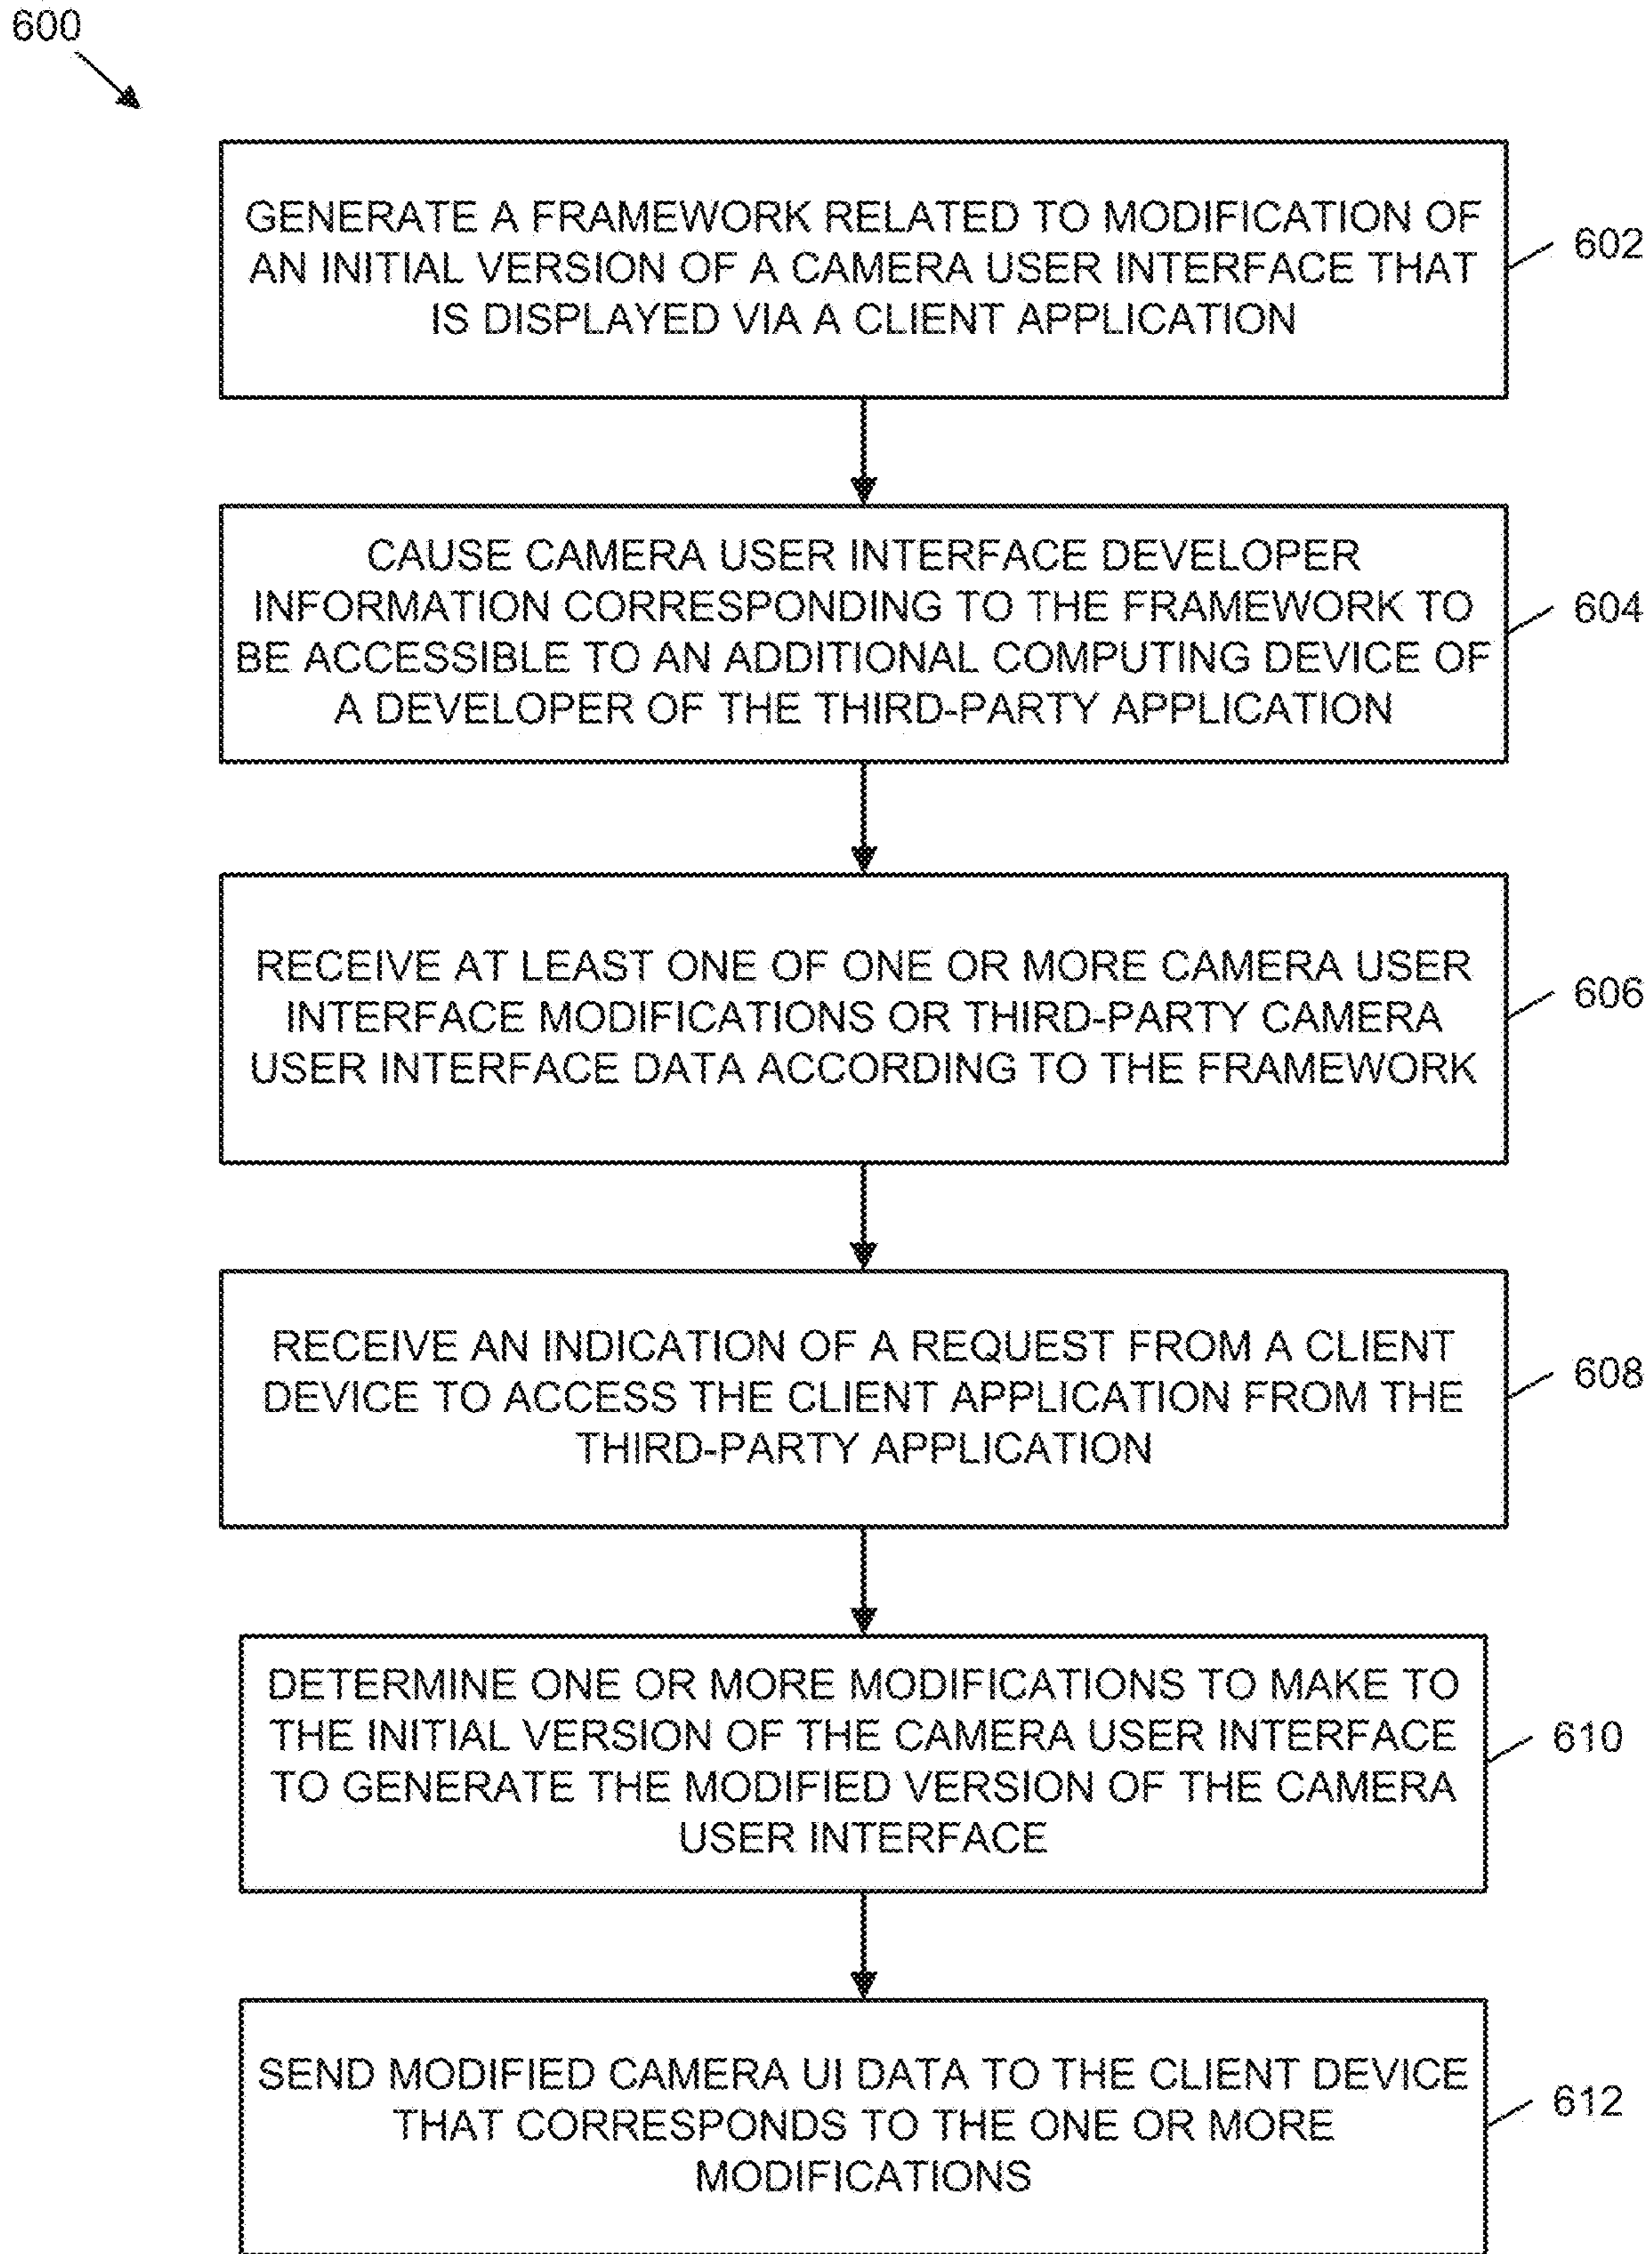 600
GENERATE A FRAMEWORK RELATED TO MODIFICATION OF
AN INITIAL VERSION OF A CAMERA USER INTERFACE THAT
IS DISPLAYED VIA A CLIENT APPLICATION
602
CAUSE CAMERA USER INTERFACE DEVELOPER
INFORMATION CORRESPONDING TO THE FRAMEWORK TO
BE ACCESSIBLE TO AN ADDITIONAL COMPUTING DEVICE OF
A DEVELOPER OF THE THIRD-PARTY APPLICATION
604
RECEIVE AT LEAST ONE OF ONE OR MORE CAMERA USER
INTERFACE MODIFICATIONS OR THIRD-PARTY CAMERA
USER INTERFACE DATA ACCORDING TO THE FRAMEWORK
606
RECEIVE AN INDICATION OF A REQUEST FROM A CLIENT
DEVICE TO ACCESS THE CLIENT APPLICATION FROM THE
THIRD-PARTY APPLICATION
608
DETERMINE ONE OR MORE MODIFICATIONS TO MAKE TO
THE INITIAL VERSION OF THE CAMERA USER INTERFACE
TO GENERATE THE MODIFIED VERSION OF THE CAMERA
USER INTERFACE
610
SEND MODIFIED CAMERA UI DATA TO THE CLIENT DEVICE
THAT CORRESPONDS TO THE ONE OR MORE
MODIFICATIONS
612